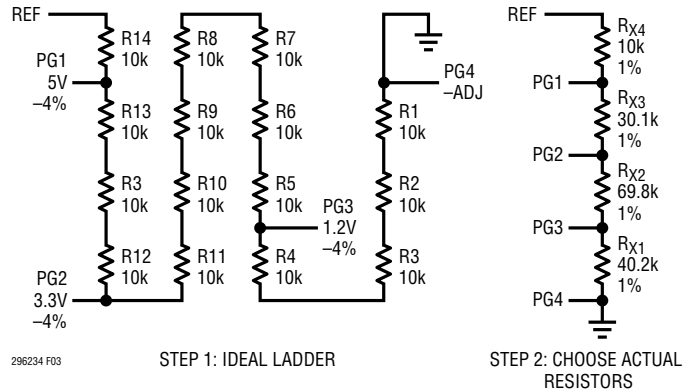 REF
R14
10k
PG1
5V
–4%
R13
10k
R3
10k
R12
10k
PG2
3.3V
–4%
R8
10k
R9
10k
R10
10k
R11
10k
R7
10k
R6
10k
R5
10k
PG3
1.2V
–4%
R4
10k
PG4
–ADJ
R1
10k
R2
10k
R3
10k
296234 F03
STEP 1: IDEAL LADDER
REF
RX4
10k
1%
PG1
RX3
30.1k
1%
PG2
RX2
69.8k
1%
PG3
RX1
40.2k
1%
PG4
STEP 2: CHOOSE ACTUAL
RESISTORS